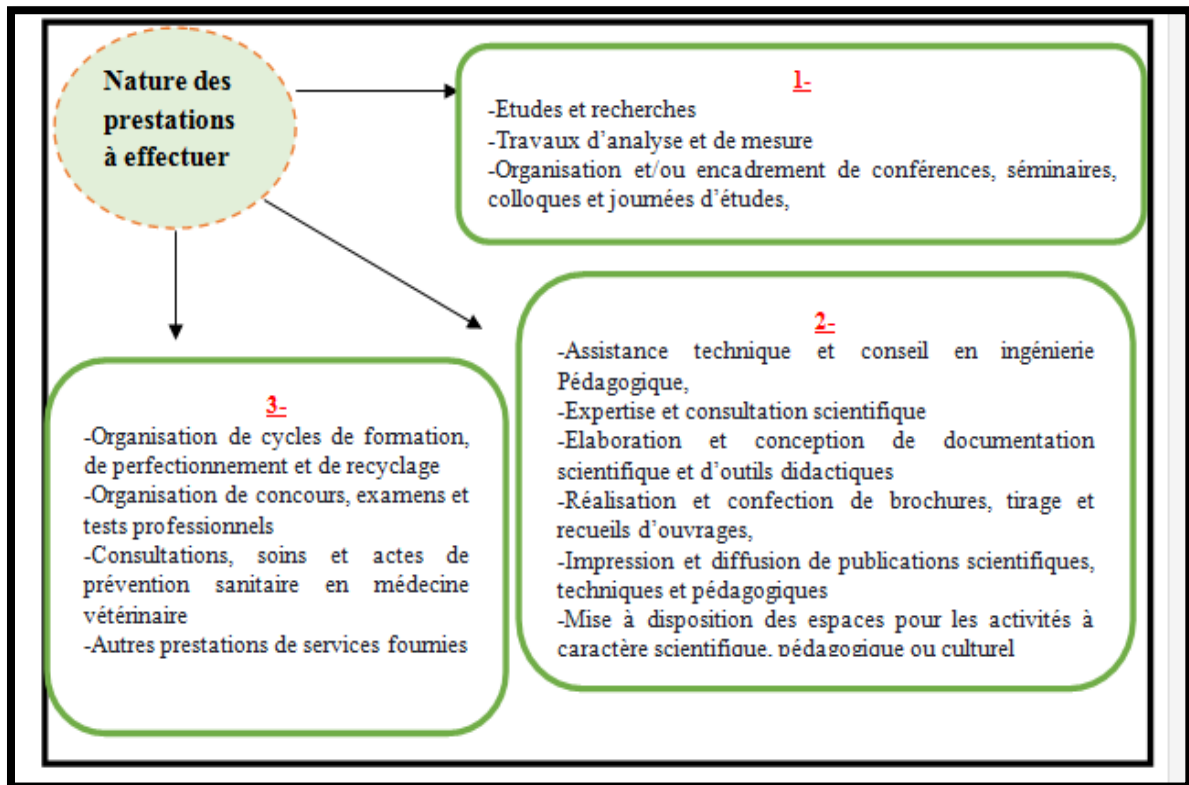 Nature des
prestations
à effectuer
1-
-Etudes et recherches
-Travaux d’analyse et de mesure
-Organisation et/ou encadrement de conférences, séminaires,
colloques et journées d’études,
2-
-Assistance technique et conseil en ingénierie
Pédagogique,
-Expertise et consultation scientifique
-Elaboration et conception de documentation
scientifique et d’outils didactiques
-Réalisation et confection de brochures, tirage et
recueils d’ouvrages,
-Impression et diffusion de publications scientifiques,
techniques et pédagogiques
-Mise à disposition des espaces pour les activités à
caractère scientifique, pédagogique ou culturel
3-
-Organisation de cycles de formation,
de perfectionnement et de recyclage
-Organisation de concours, examens et
tests professionnels
-Consultations, soins et actes de
prévention sanitaire en médecine
vétérinaire
-Autres prestations de services fournies